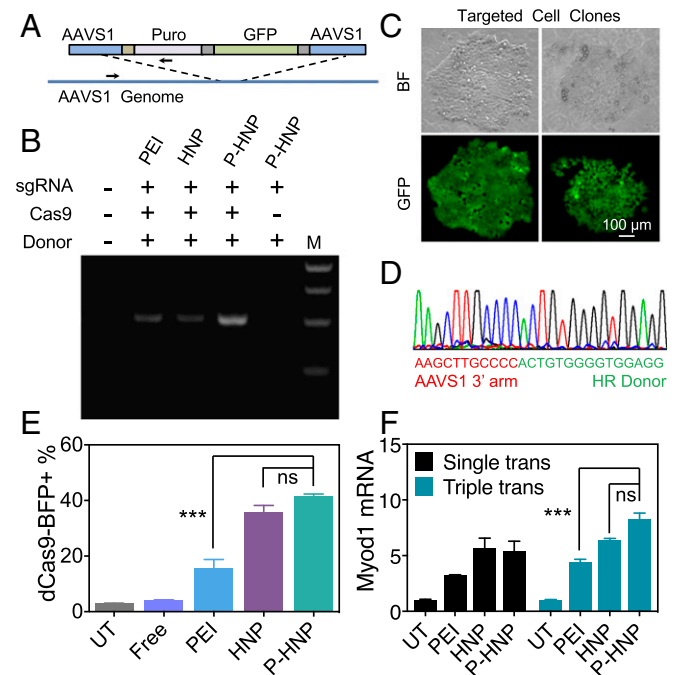 A
AAVS1 Puro GFP AAVS1
AAVS1 Genome
B
PEI HNP P-HNP P-HNP
sgRNA - + + + +
Cas9 - + + + -
Donor - + + + + M
C
Targeted Cell Clones
BF
GFP
100 µm
D
AAGCTTGCCCCACTGTGGGGTGGAGG
AAVS1 3' arm HR Donor
E
dCas9-BFP+ %
60
40
20
0
***
ns
UT Free PEI HNP P-HNP
F
Myod1 mRNA
15
10
5
0
Single trans
Triple trans
***
ns
UT PEI HNP P-HNP UT PEI HNP P-HNP